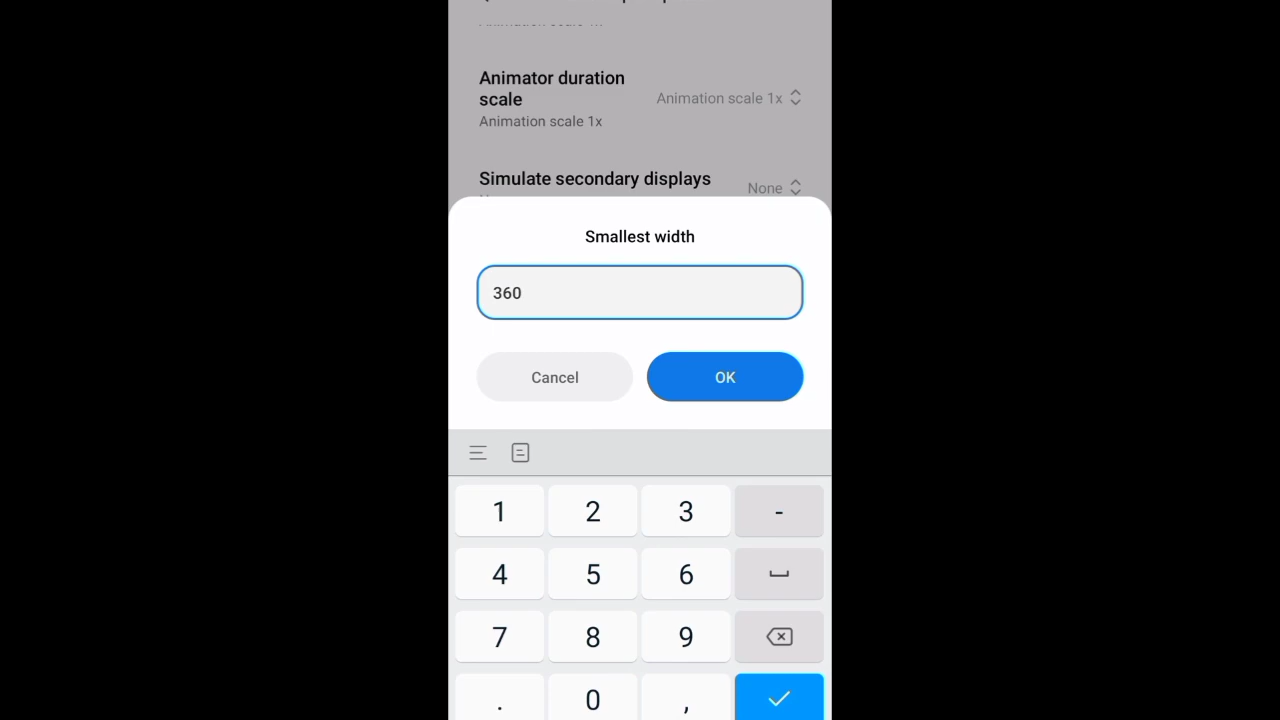 Animator duration
scale
Animation scale 1x
Animation scale 1x
Simulate secondary displays
None
Smallest width
360
Cancel
OK
1 2 3 -
4 5 6
7 8 9
. 0 ,